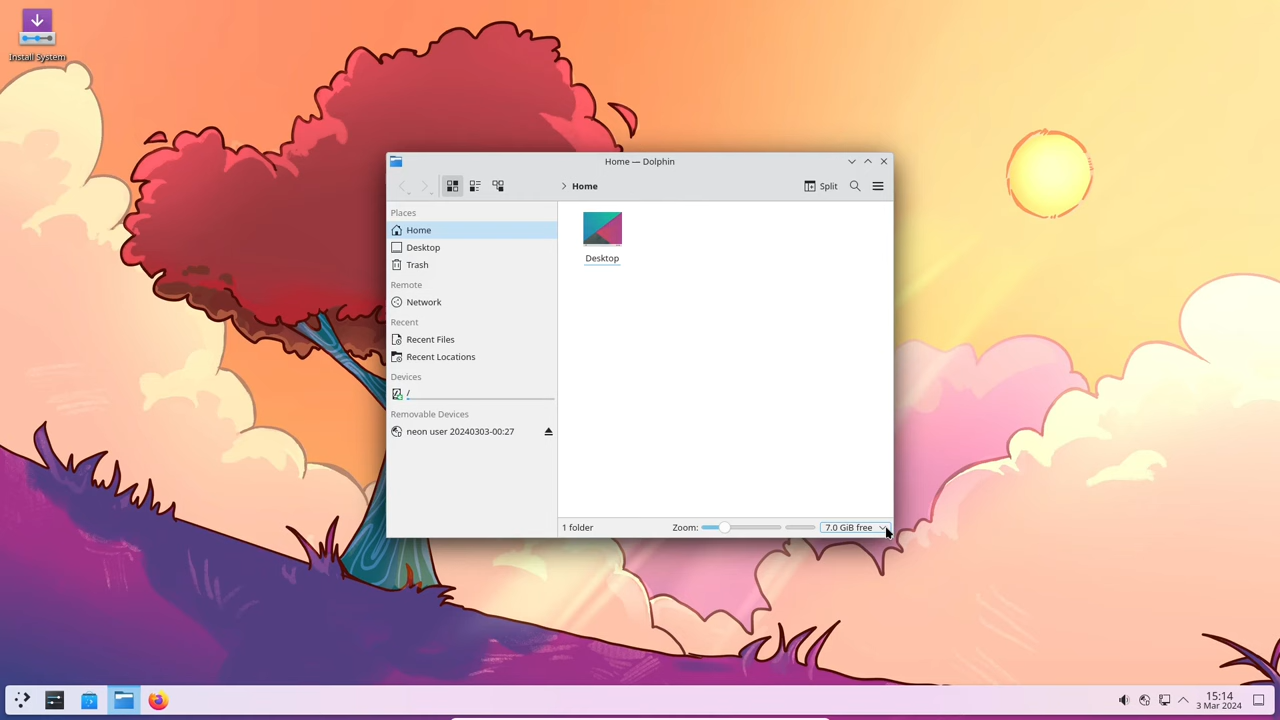 Install System
Home — Dolphin
Home
Split
Places
Home
Desktop
Trash
Remote
Network
Recent
Recent Files
Recent Locations
Devices
/
Removable Devices
neon user 20240303-00:27
Desktop
1 folder
Zoom:
7.0 GiB free
15:14
3 Mar 2024